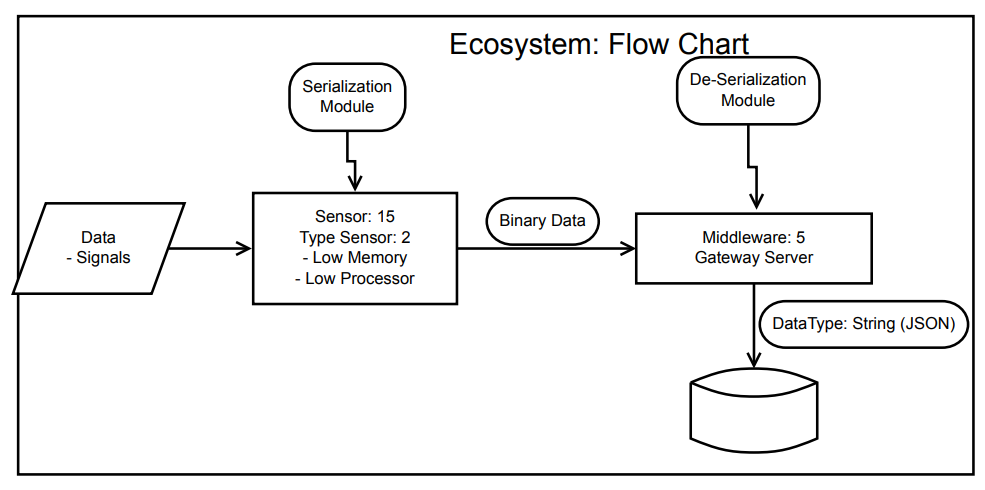 Ecosystem: Flow Chart
Serialization
Module
De-Serialization
Module
Data
- Signals
Sensor: 15
Type Sensor: 2
- Low Memory
- Low Processor
Binary Data
Middleware: 5
Gateway Server
DataType: String (JSON)